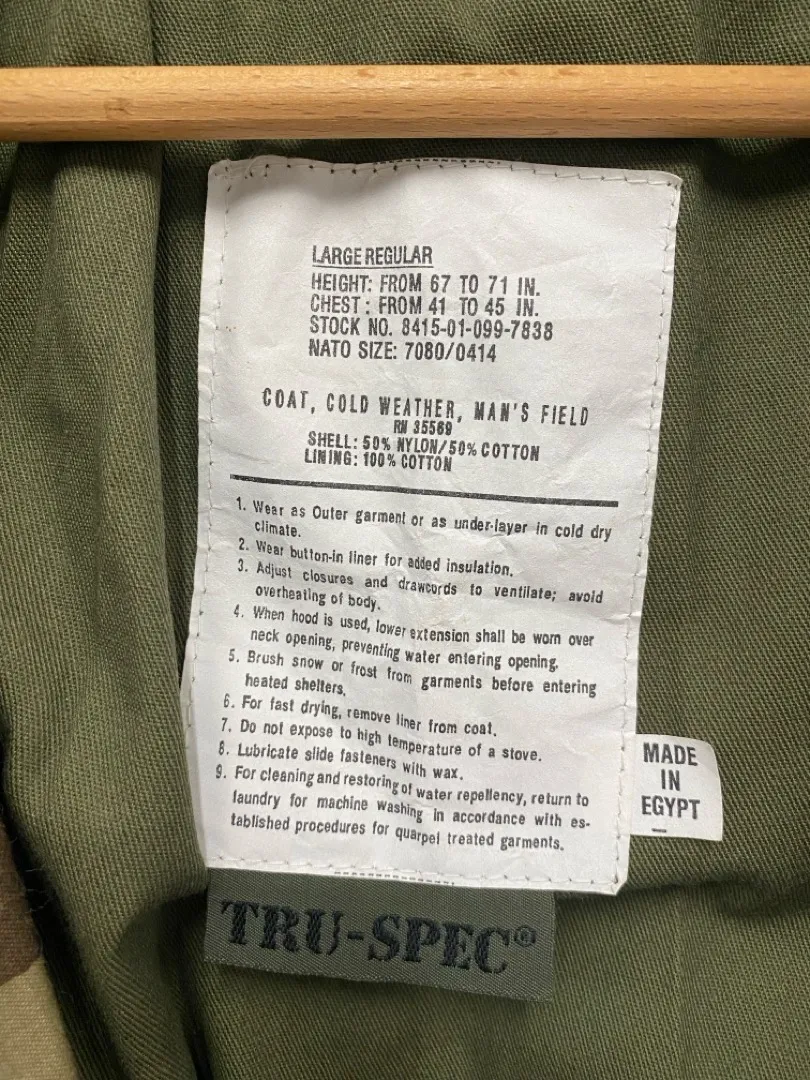 LARGE REGULAR
HEIGHT: FROM 67 TO 71 IN.
CHEST: FROM 41 TO 45 IN.
STOCK NO. 8415-01-099-7838
NATO SIZE: 7080/0414
COAT, COLD WEATHER, MAN'S FIELD
RN 35569
SHELL: 50% NYLON/50% COTTON
LINING: 100% COTTON
1. Wear as Outer garment or as under-layer in cold dry
climate.
2. Wear button-in liner for added insulation.
3. Adjust closures and drawcords to ventilate; avoid
overheating of body.
4. When hood is used, lower extension shall be worn over
neck opening, preventing water entering opening.
5. Brush snow or frost from garments before entering
heated shelters.
6. For fast drying, remove liner from coat.
7. Do not expose to high temperature of a stove.
8. Lubricate slide fasteners with wax.
9. For cleaning and restoring of water repellency, return to
laundry for machine washing in accordance with es-
tablished procedures for quarpel treated garments.
MADE
IN
EGYPT
TRU-SPEC®